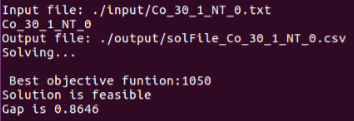 Input file: ./input/Co_30_1_NT_0.txt
Co_30_1_NT_0
Output file: ./output/solFile_Co_30_1_NT_0.csv
Solving...
Best objective funtion:1050
Solution is feasible
Gap is 0.8646